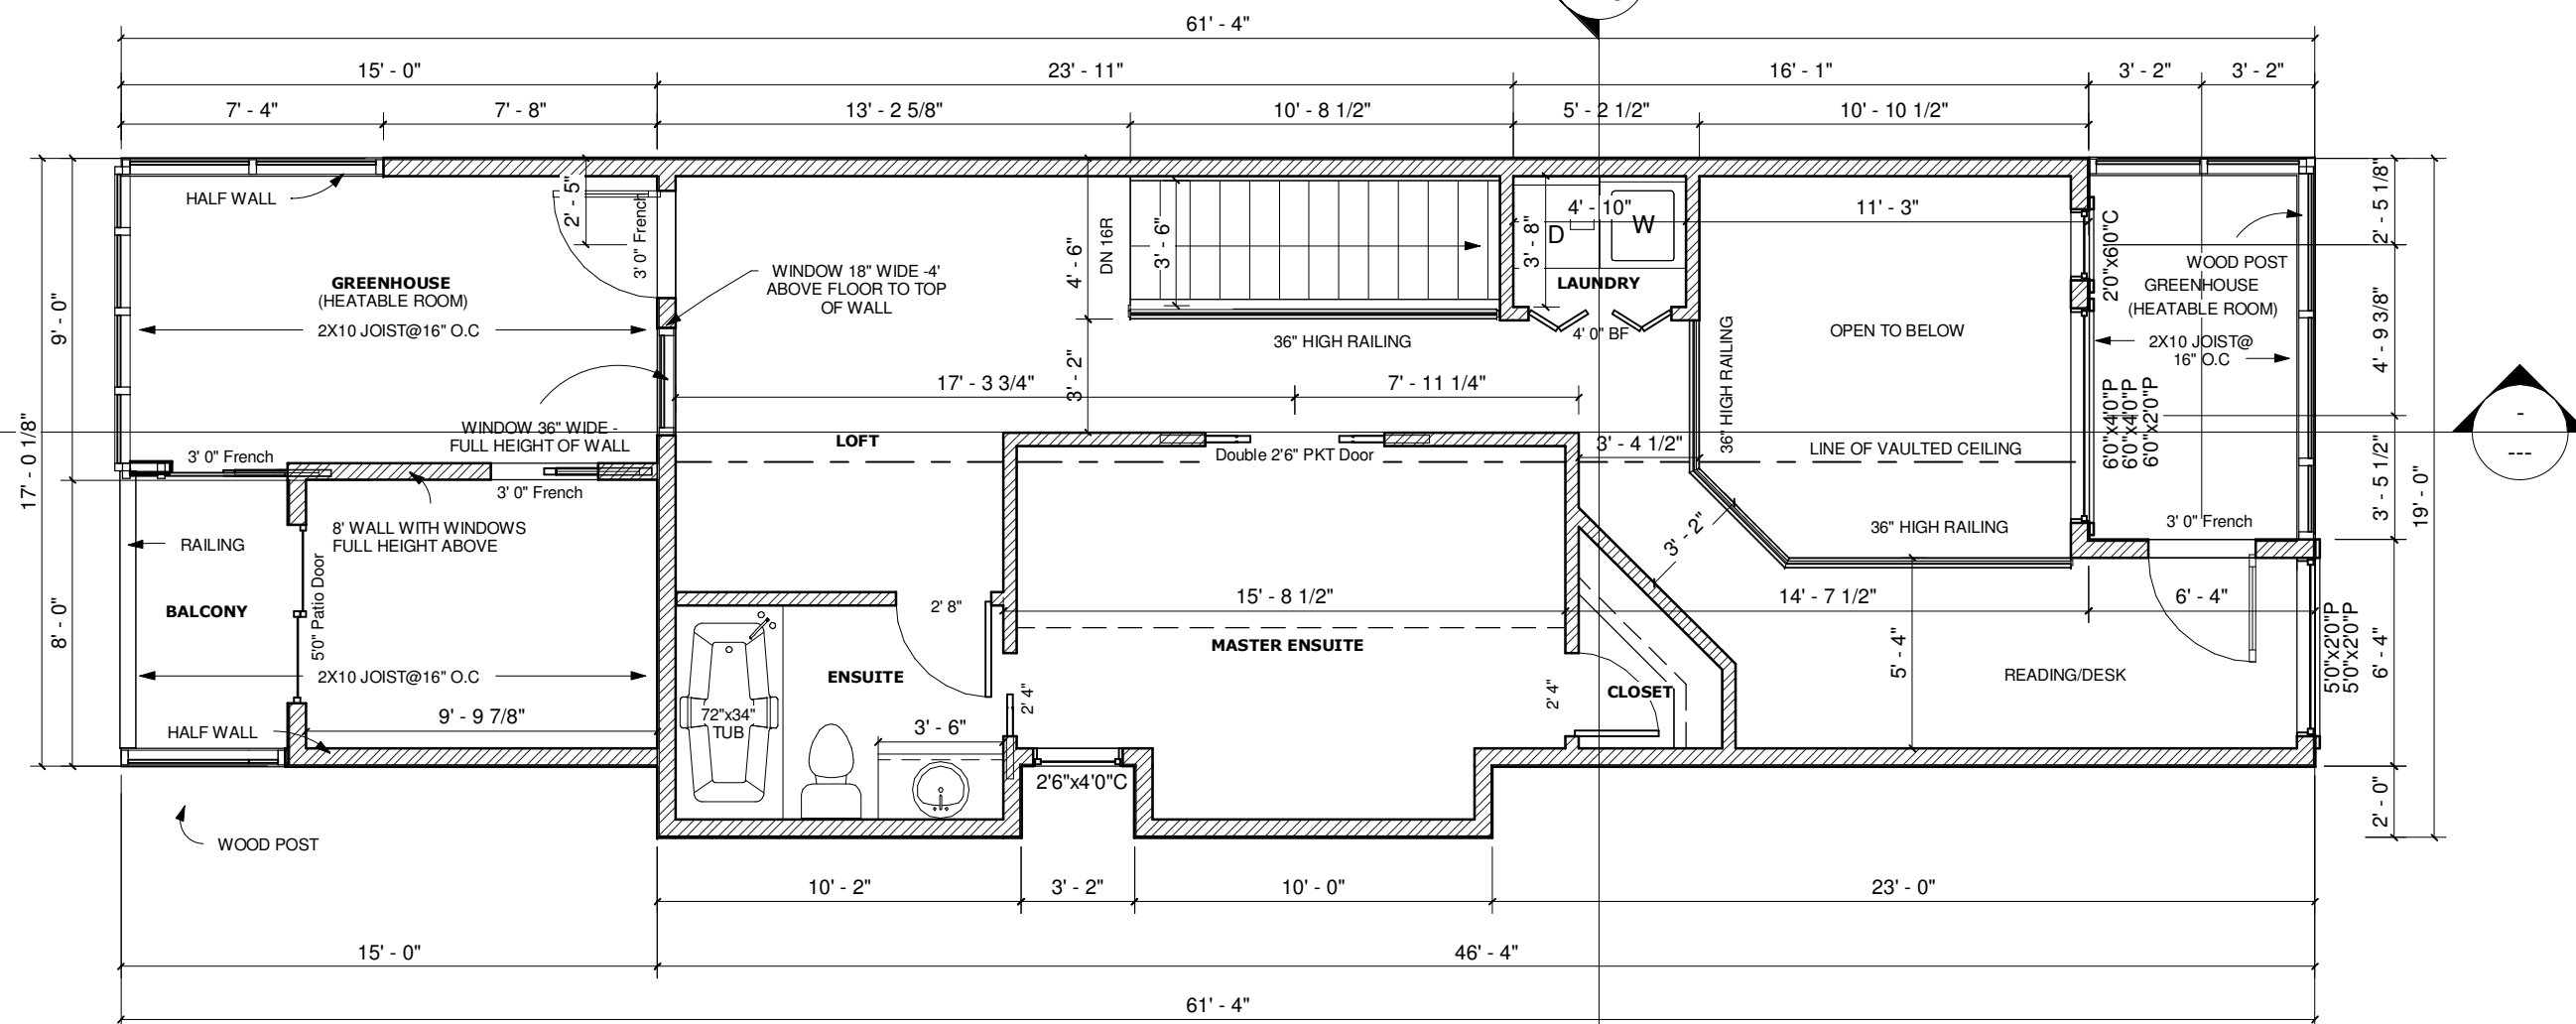 61' - 4"
15' - 0"
23' - 11"
16' - 1"
3' - 2"
3' - 2"
7' - 4"
7' - 8"
13' - 2 5/8"
10' - 8 1/2"
5' - 2 1/2"
10' - 10 1/2"
HALF WALL
2' - 5"
3' 0" French
GREENHOUSE
(HEATABLE ROOM)
2X10 JOIST@16" O.C
WINDOW 18" WIDE -4'
ABOVE FLOOR TO TOP
OF WALL
4' - 6"
DN 16R
3' - 6"
3' - 8"
4' - 10"
D
W
LAUNDRY
4' 0" BF
11' - 3"
2'0"x6'0"C
WOOD POST
GREENHOUSE
(HEATABLE ROOM)
2X10 JOIST@
16" O.C
2' - 5 1/8"
4' - 9 3/8"
3' - 5 1/2"
19' - 0"
9' - 0"
17' - 0 1/8"
36" HIGH RAILING
36" HIGH RAILING
OPEN TO BELOW
3' - 2"
17' - 3 3/4"
7' - 11 1/4"
6'0"x4'0"P
6'0"x4'0"P
6'0"x2'0"P
-
---
WINDOW 36" WIDE -
FULL HEIGHT OF WALL
LOFT
Double 2'6" PKT Door
3' - 4 1/2"
LINE OF VAULTED CEILING
3' 0" French
3' 0" French
8' WALL WITH WINDOWS
FULL HEIGHT ABOVE
36" HIGH RAILING
3' 0" French
RAILING
3' - 2"
BALCONY
5'0" Patio Door
8' - 0"
2' 8"
15' - 8 1/2"
14' - 7 1/2"
6' - 4"
MASTER ENSUITE
5' - 4"
5'0"x2'0"P
5'0"x2'0"P
6' - 4"
2X10 JOIST@16" O.C
ENSUITE
2' 4"
2' 4"
CLOSET
READING/DESK
9' - 9 7/8"
72"x34"
TUB
3' - 6"
HALF WALL
2'6"x4'0"C
2' - 0"
WOOD POST
10' - 2"
3' - 2"
10' - 0"
23' - 0"
15' - 0"
46' - 4"
61' - 4"